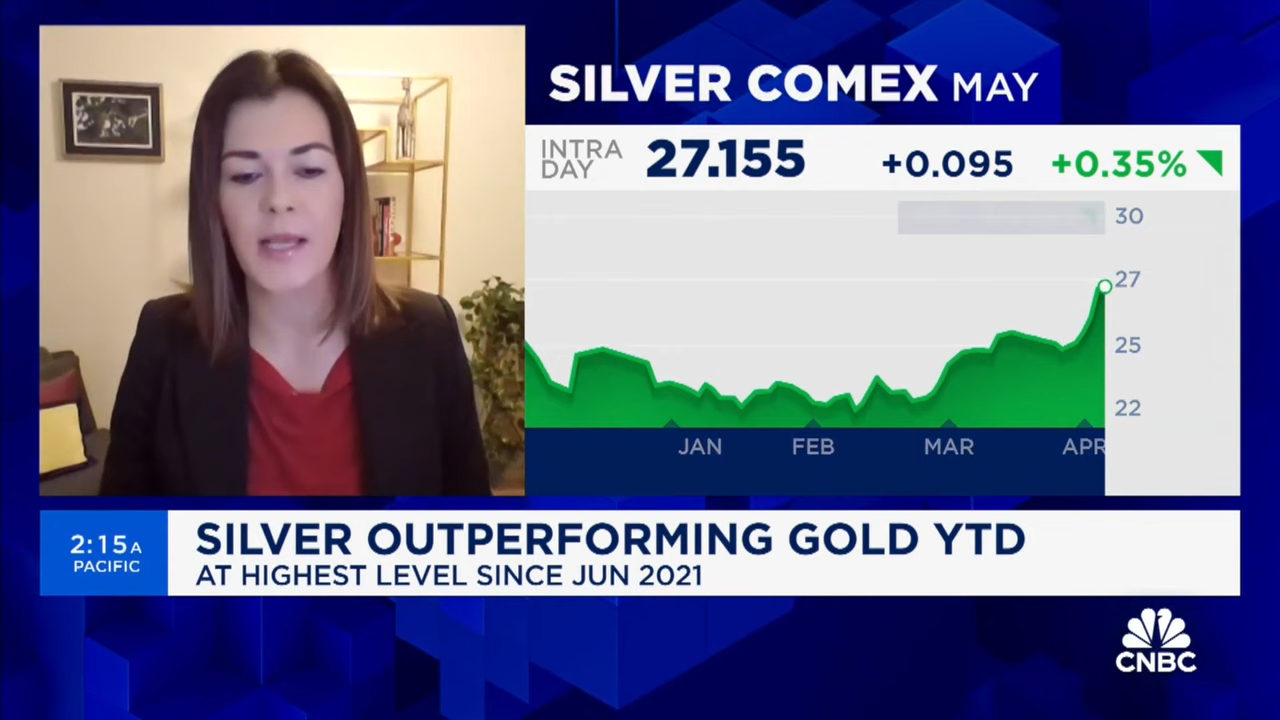 SILVER COMEX MAY
INTRA DAY 27.155 +0.095 +0.35%
30
27
25
22
JAN FEB MAR APR
2:15A PACIFIC
SILVER OUTPERFORMING GOLD YTD
AT HIGHEST LEVEL SINCE JUN 2021
CNBC